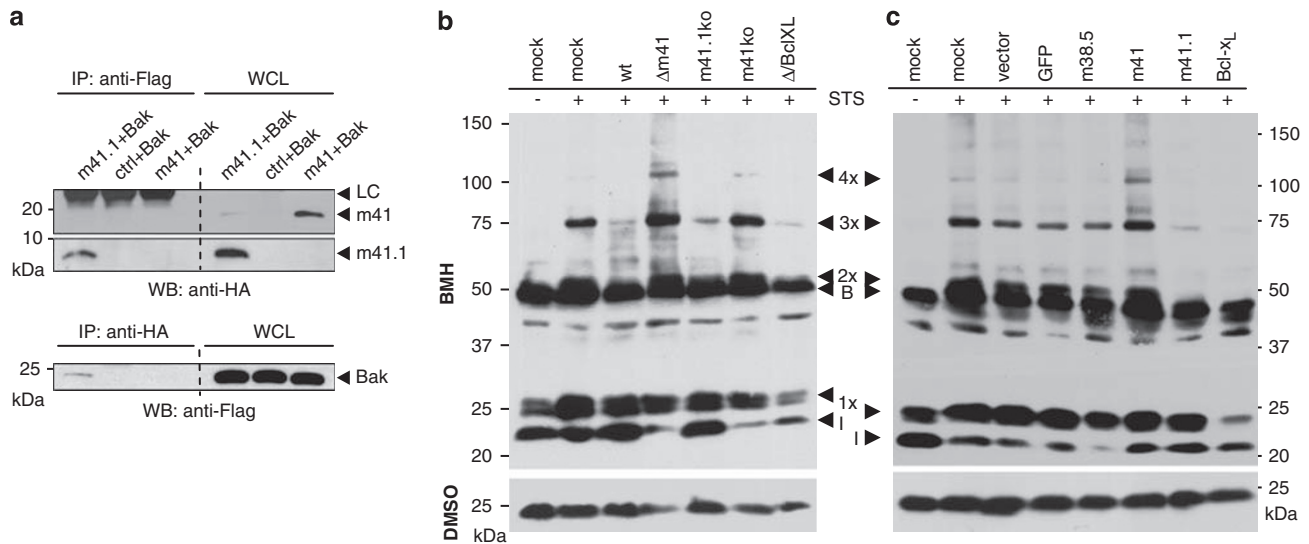 a
IP: anti-Flag
WCL
m41.1+Bak
ctrl+Bak
m41+Bak
m41.1+Bak
ctrl+Bak
m41+Bak
LC
20
m41
10
m41.1
kDa
WB: anti-HA
IP: anti-HA
WCL
25
Bak
kDa
WB: anti-Flag
b
mock
mock
wt
Δm41
m41.1ko
m41ko
Δ/BclXL
- + + + + + +
STS
150
100
75
50
37
25
20
BMH
4x
3x
2x
B
1x
I
I
DMSO
25
kDa
c
mock
mock
vector
GFP
m38.5
m41
m41.1
Bcl-xL
- + + + + + + +
150
100
75
50
37
25
20
25
kDa